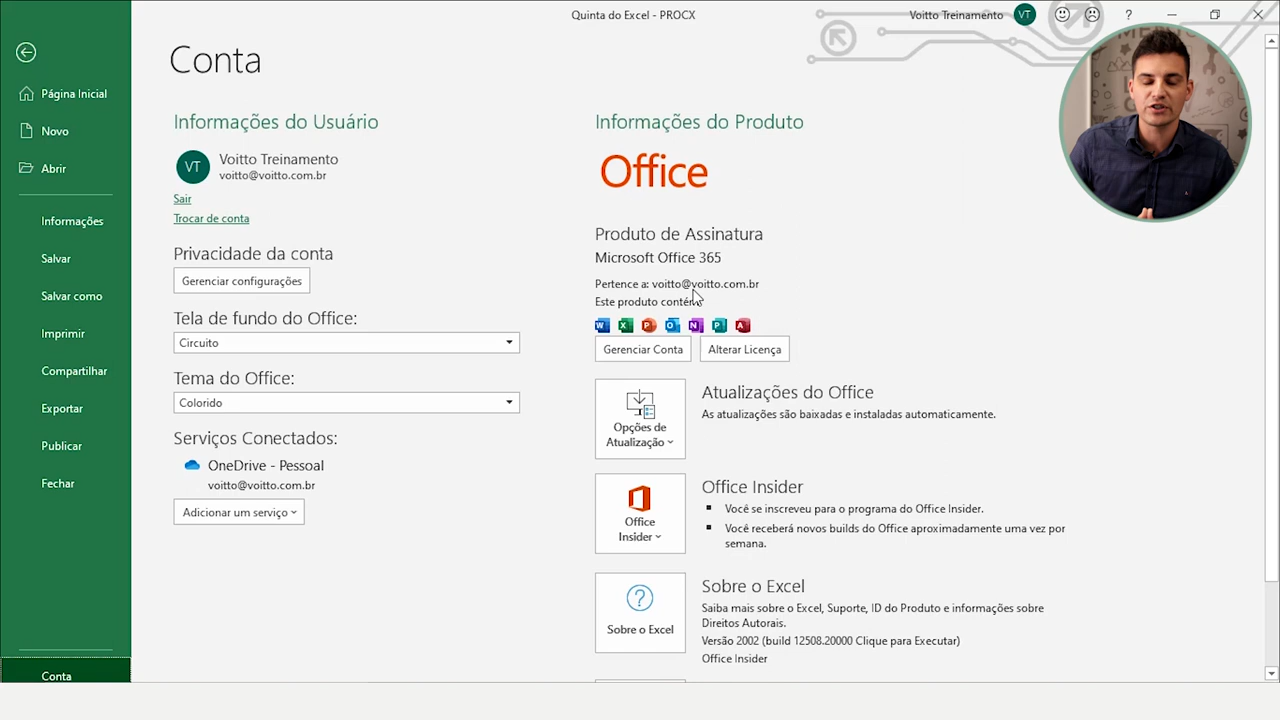 Quinta do Excel - PROCX
Voitto Treinamento
VT
?
Conta
Página Inicial
Novo
Abrir
Informações
Salvar
Salvar como
Imprimir
Compartilhar
Exportar
Publicar
Fechar
Conta
Informações do Usuário
VT
Voitto Treinamento
voitto@voitto.com.br
Sair
Trocar de conta
Privacidade da conta
Gerenciar configurações
Tela de fundo do Office:
Circuito
Tema do Office:
Colorido
Serviços Conectados:
OneDrive - Pessoal
voitto@voitto.com.br
Adicionar um serviço
Informações do Produto
Office
Produto de Assinatura
Microsoft Office 365
Pertence a: voitto@voitto.com.br
Este produto contém
Gerenciar Conta
Alterar Licença
Opções de
Atualização
Atualizações do Office
As atualizações são baixadas e instaladas automaticamente.
Office
Insider
Office Insider
Você se inscreveu para o programa do Office Insider.
Você receberá novos builds do Office aproximadamente uma vez por
semana.
Sobre o Excel
Sobre o Excel
Saiba mais sobre o Excel, Suporte, ID do Produto e informações sobre
Direitos Autorais.
Versão 2002 (build 12508.20000 Clique para Executar)
Office Insider